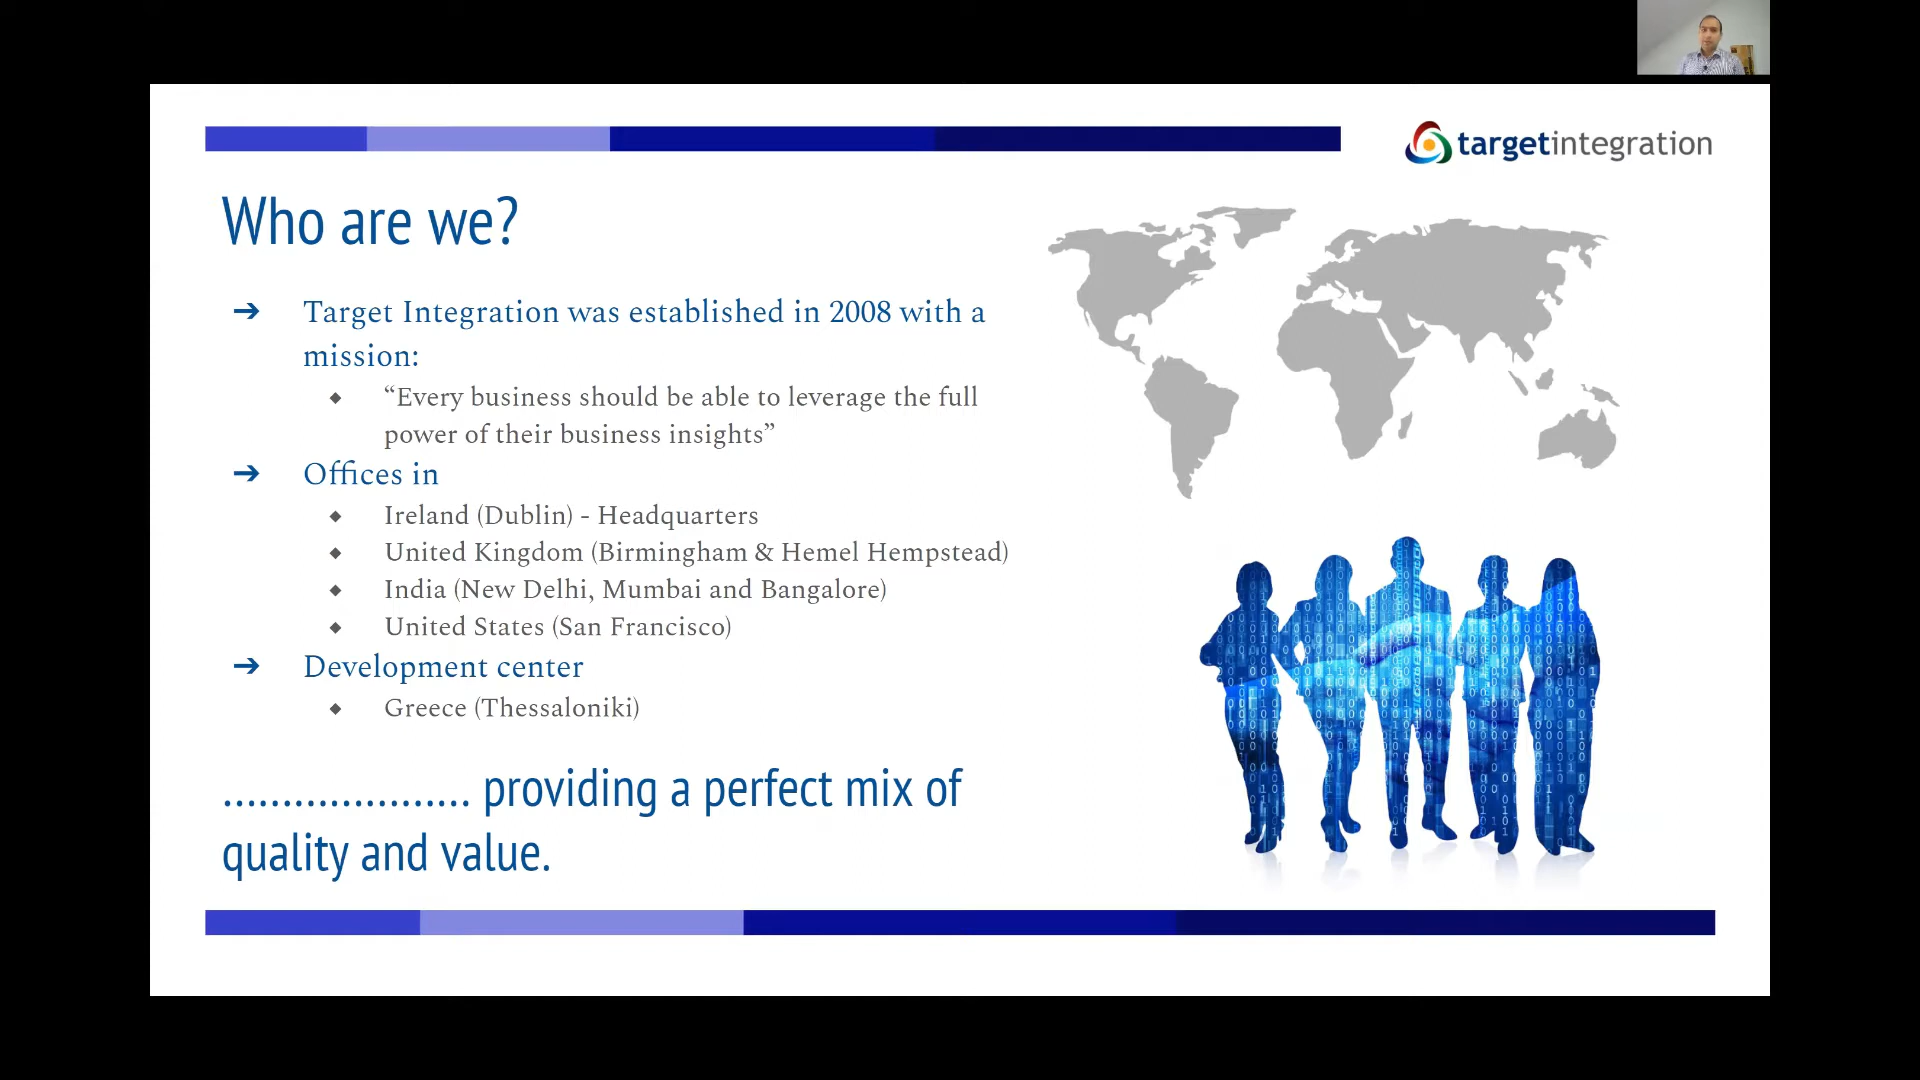 targetintegration
Who are we?
➔ Target Integration was established in 2008 with a
mission:
◆ “Every business should be able to leverage the full
power of their business insights”
➔ Offices in
◆ Ireland (Dublin) - Headquarters
◆ United Kingdom (Birmingham & Hemel Hempstead)
◆ India (New Delhi, Mumbai and Bangalore)
◆ United States (San Francisco)
➔ Development center
◆ Greece (Thessaloniki)
..................... providing a perfect mix of
quality and value.